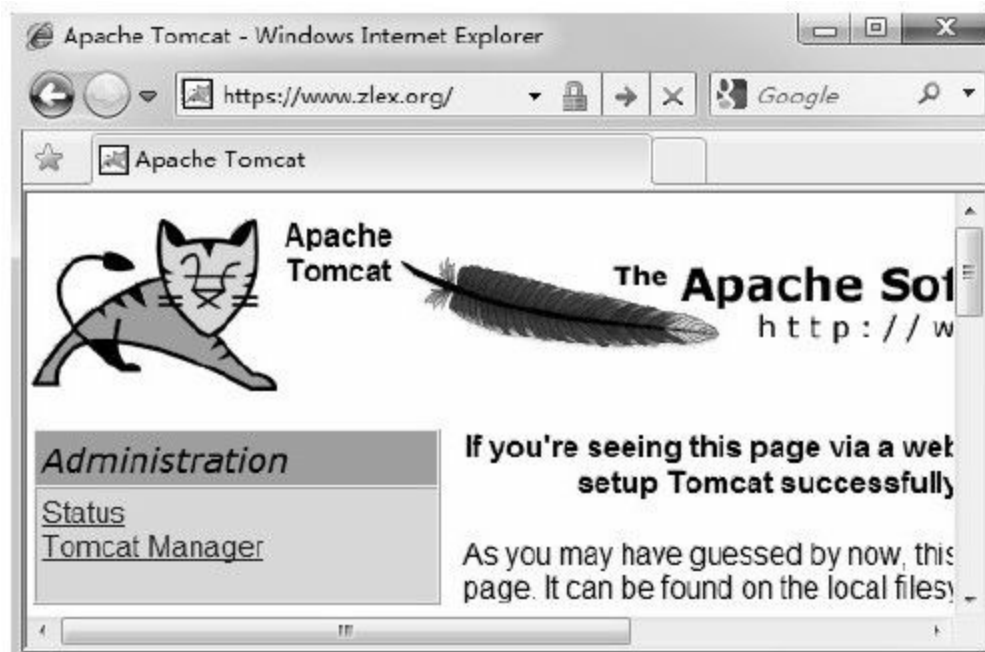 Apache Tomcat - Windows Internet Explorer
https://www.zlex.org/
Google
Apache Tomcat
Apache
Tomcat
The Apache Sof
http://w
Administration
Status
Tomcat Manager
If you're seeing this page via a web
setup Tomcat successfully
As you may have guessed by now, this
page. It can be found on the local filesy